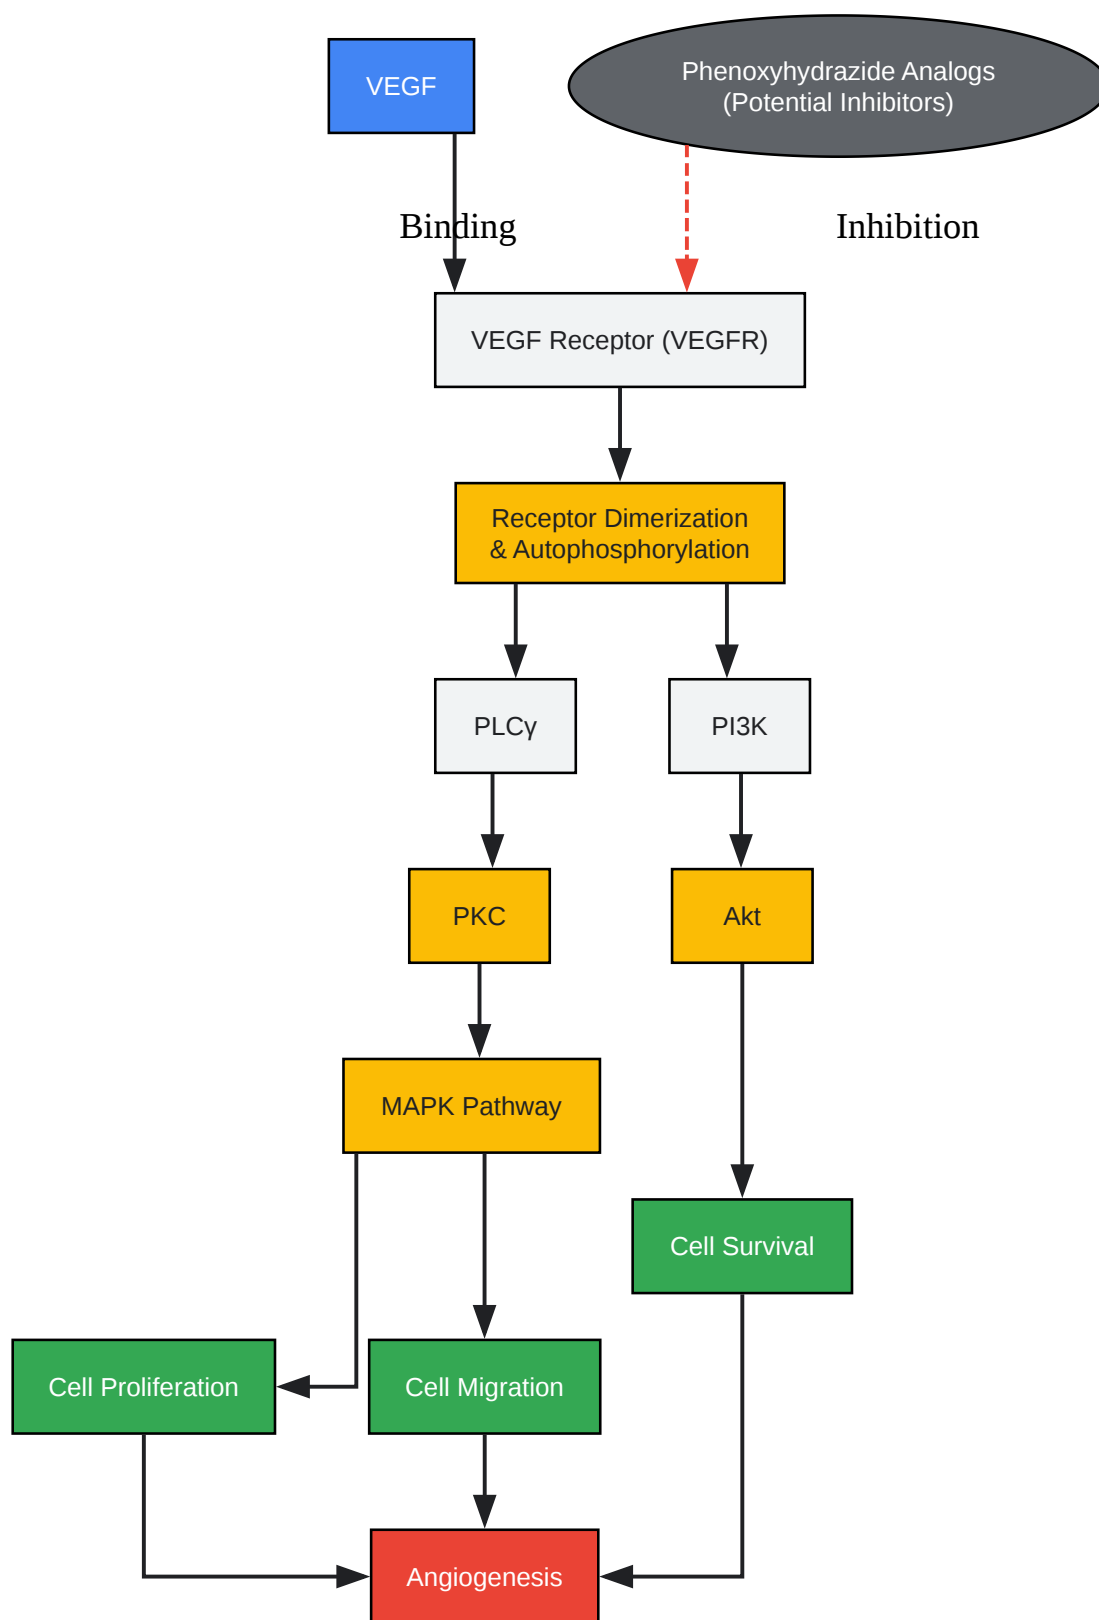 VEGF
Phenoxyhydrazide Analogs
(Potential Inhibitors)
Binding
Inhibition
VEGF Receptor (VEGFR)
Receptor Dimerization
& Autophosphorylation
PLCγ
PI3K
PKC
Akt
MAPK Pathway
Cell Survival
Cell Proliferation
Cell Migration
Angiogenesis